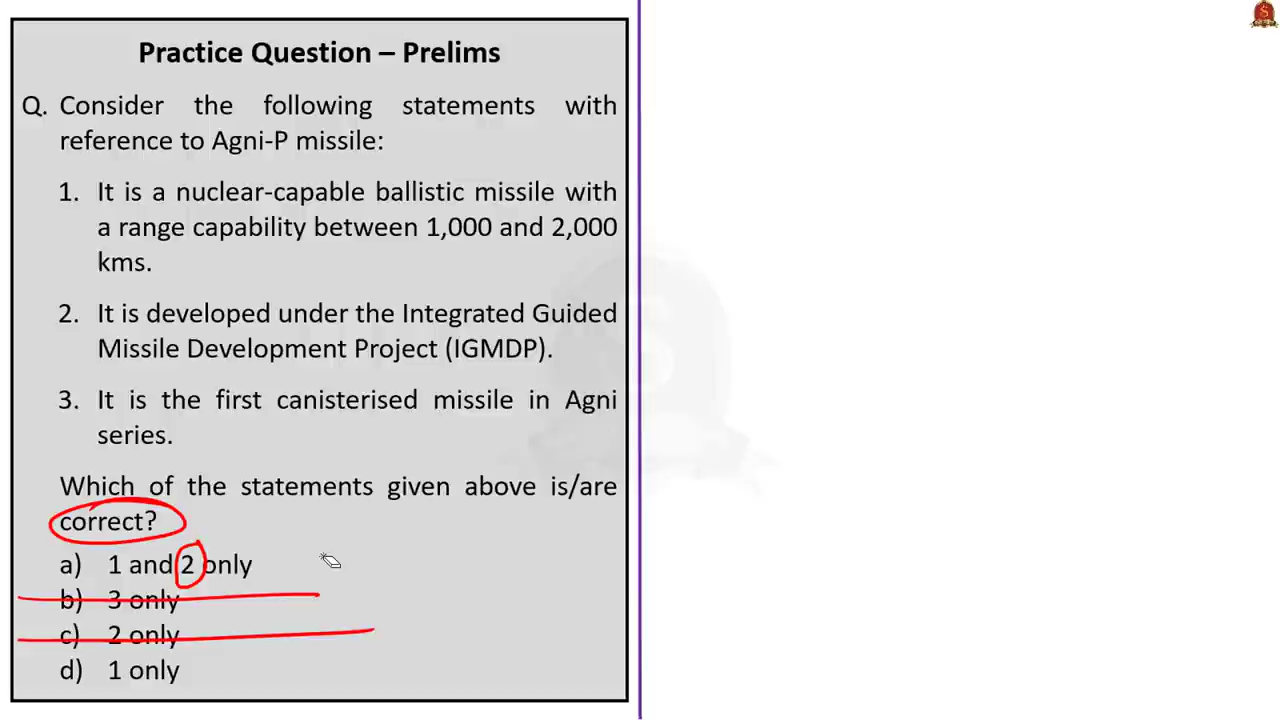 Practice Question – Prelims
Q. Consider the following statements with
reference to Agni-P missile:
1. It is a nuclear-capable ballistic missile with
a range capability between 1,000 and 2,000
kms.
2. It is developed under the Integrated Guided
Missile Development Project (IGMDP).
3. It is the first canisterised missile in Agni
series.
Which of the statements given above is/are
correct?
a) 1 and 2 only
b) 3 only
c) 2 only
d) 1 only